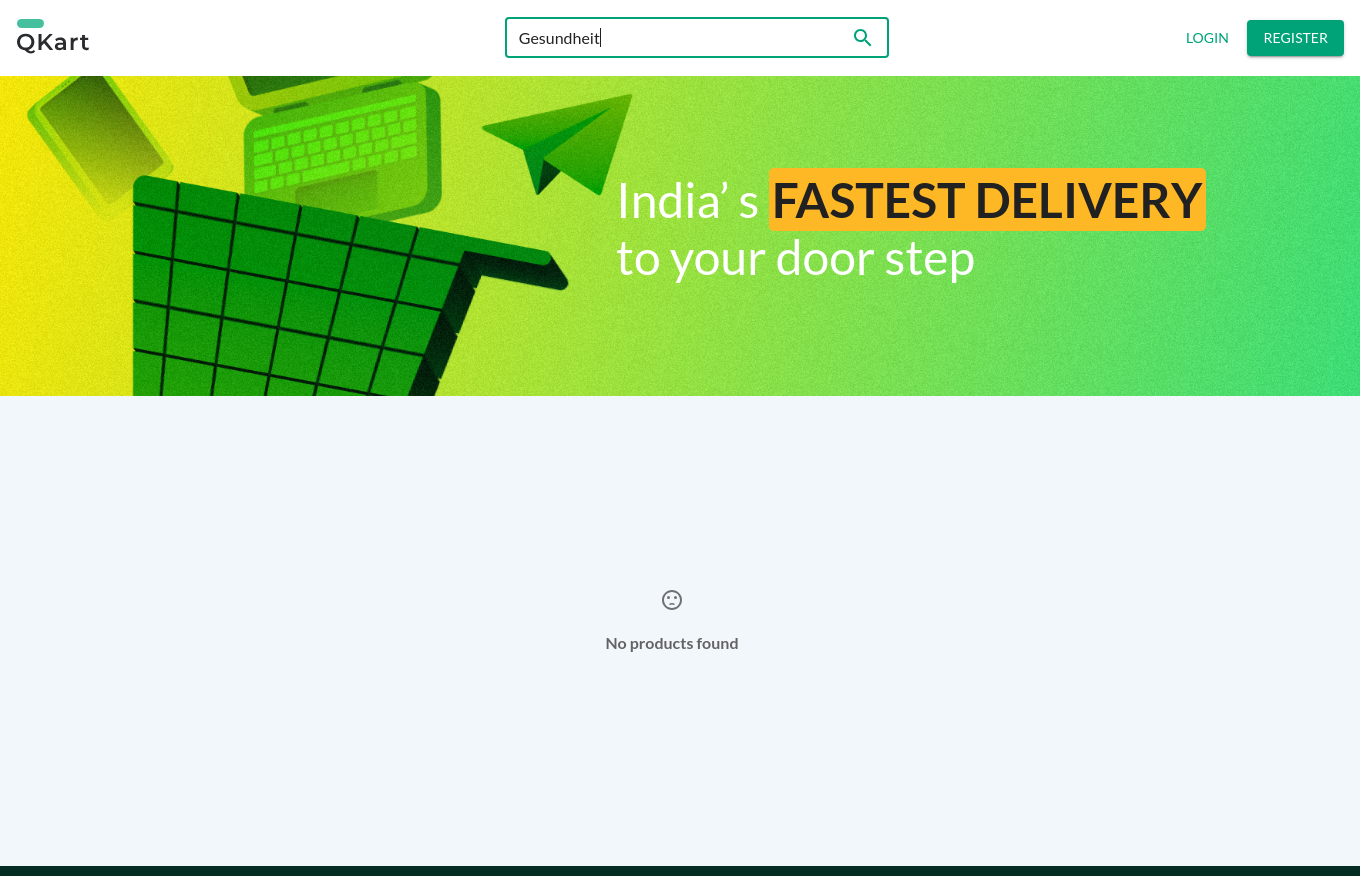 QKart
Gesundheit
LOGIN
REGISTER
India’ s FASTEST DELIVERY
to your door step
No products found